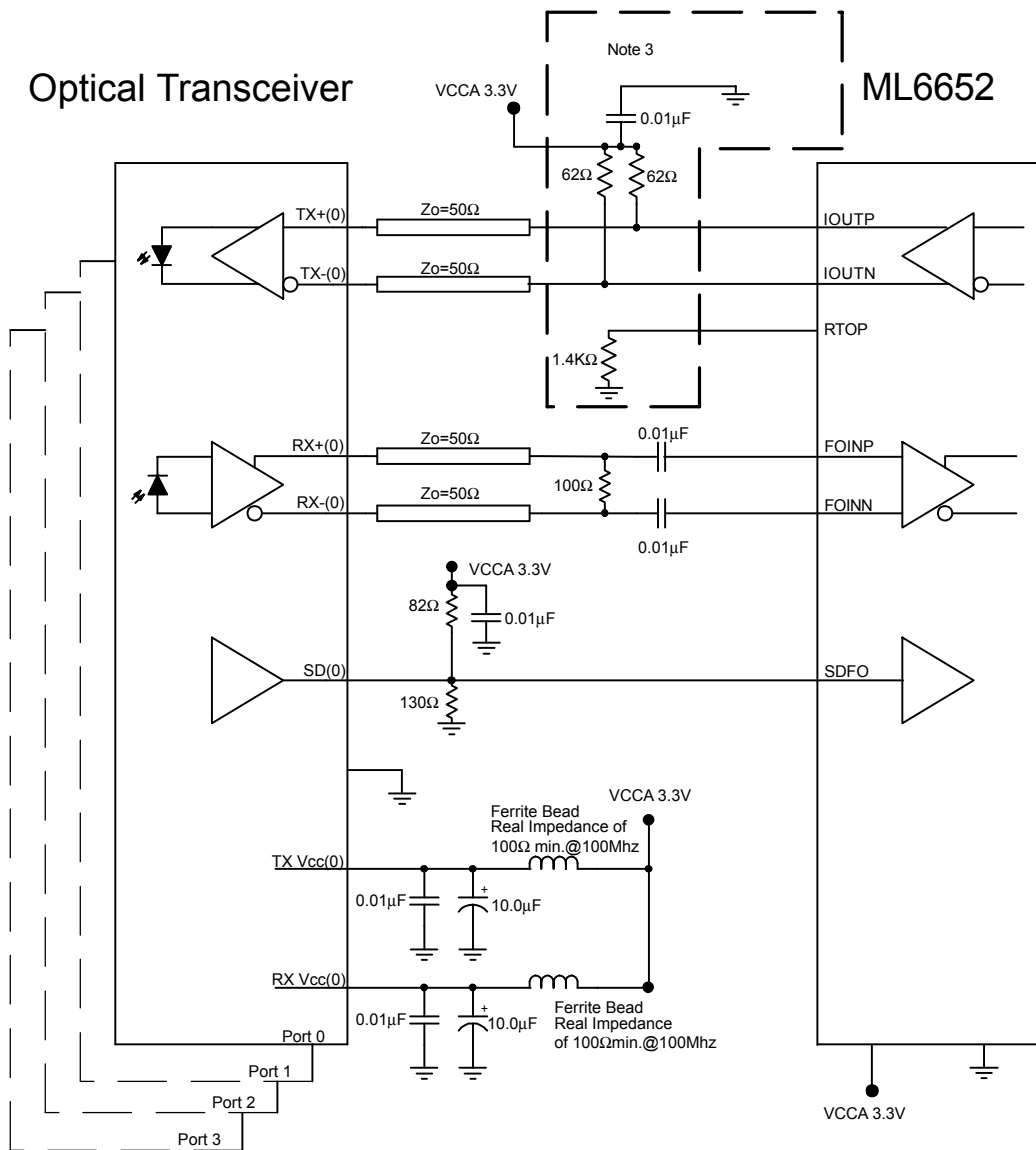 Note 3
Optical Transceiver
ML6652
VCCA 3.3V
0.01µF
62Ω
62Ω
TX+(0)
Zo=50Ω
IOUTP
TX-(0)
Zo=50Ω
IOUTN
RTOP
1.4KΩ
0.01µF
RX+(0)
Zo=50Ω
FOINP
100Ω
RX-(0)
Zo=50Ω
FOINN
0.01µF
VCCA 3.3V
82Ω
0.01µF
SD(0)
SDFO
130Ω
VCCA 3.3V
Ferrite Bead
Real Impedance of
100Ω min.@100Mhz
TX Vcc(0)
0.01µF
+
10.0µF
RX Vcc(0)
0.01µF
+
10.0µF
Ferrite Bead
Real Impedance
of 100Ωmin.@100Mhz
Port 0
Port 1
Port 2
Port 3
VCCA 3.3V